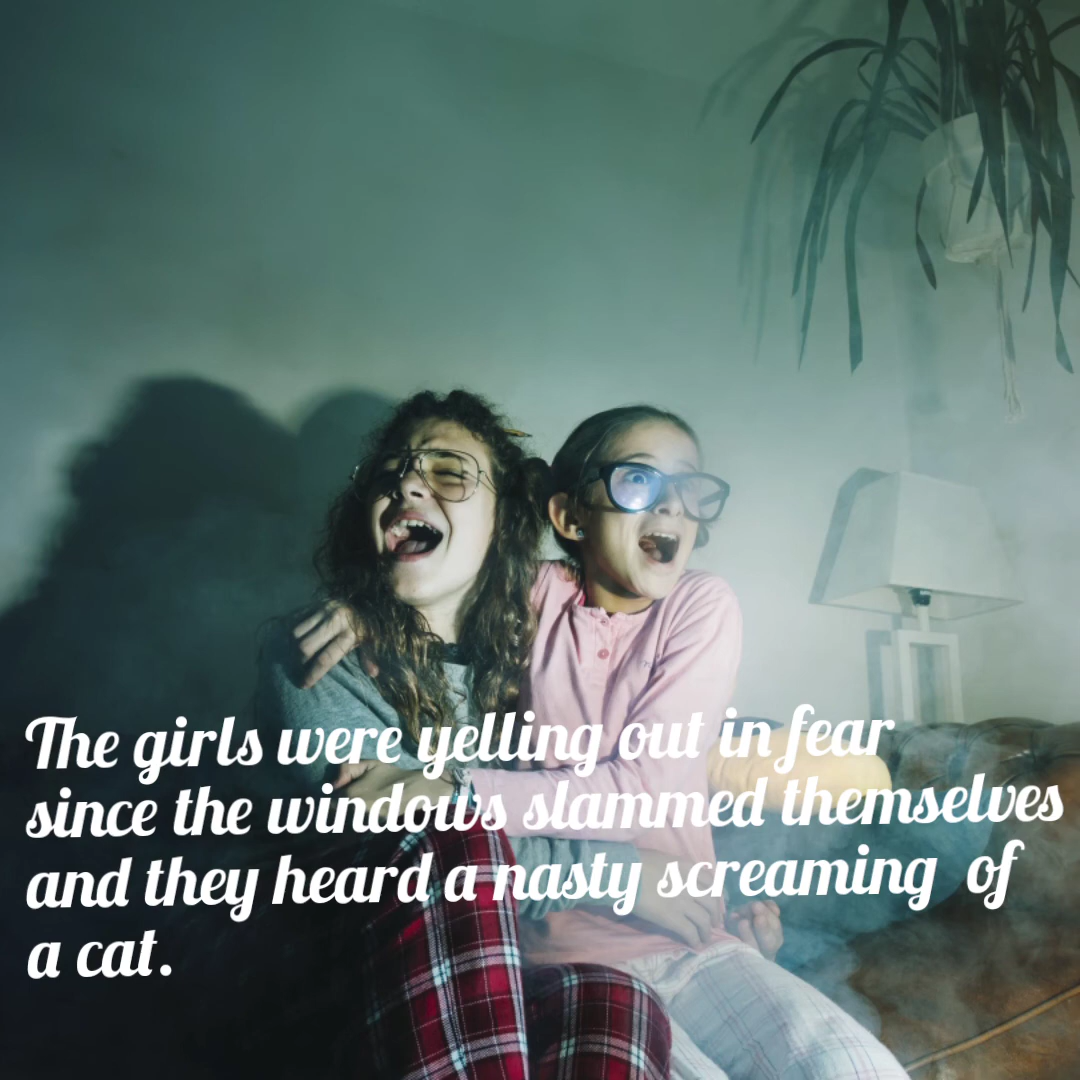 The girls were yelling out in fear
since the windows slammed themselves
and they heard a nasty screaming  of
a cat.